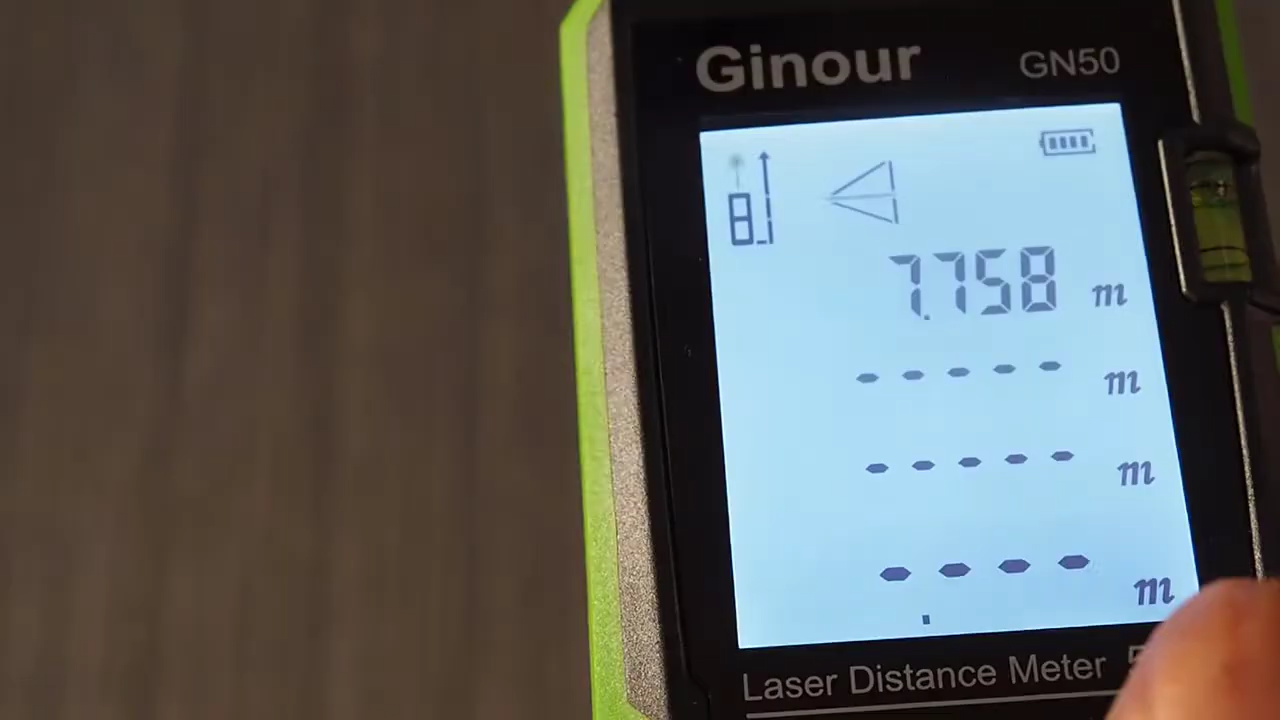 Ginour GN50
7.758 m
- - - - - m
- - - - - m
- - - - m
Laser Distance Meter